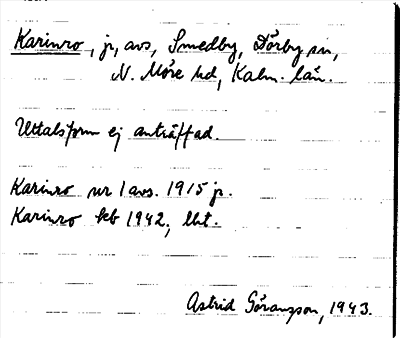 Karinro, jr, avs, Smedby, Dörby sn,
N. Möre hd, Kalm. län.
Uttalsform ej anträffad.
Karinro nr 1 avs. 1915 jr.
Karinro kb 1942, lht.
Astrid Göransson, 1943.